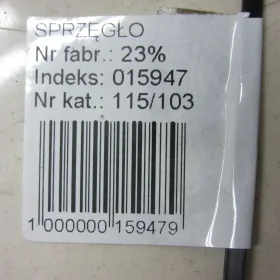 SPRZĘGŁO
Nr fabr.: 23%
Indeks: 015947
Nr kat.: 115/103
1 000000 159479